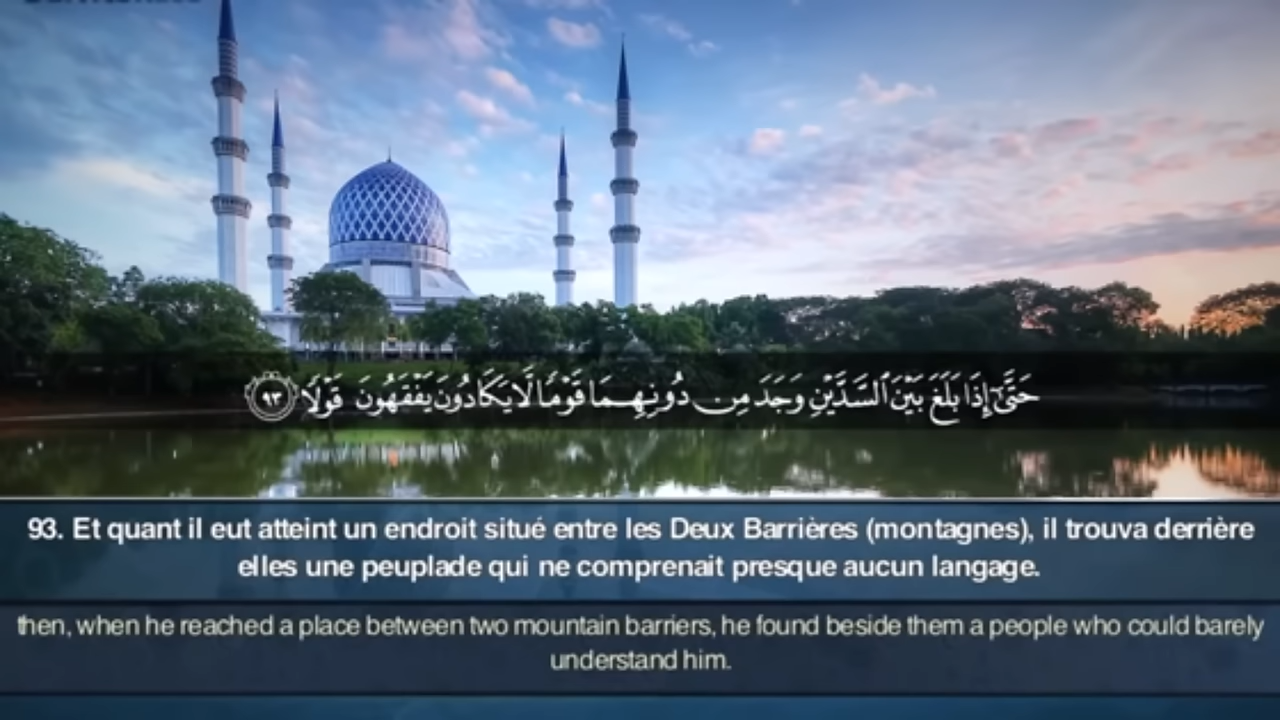 حَتَّىٰٓ إِذَا بَلَغَ بَيْنَ ٱلسَّدَّيْنِ وَجَدَ مِن دُونِهِمَا قَوْمًا لَّا يَكَادُونَ يَفْقَهُونَ قَوْلًا ٩٣
93. Et quant il eut atteint un endroit situé entre les Deux Barrières (montagnes), il trouva derrière
elles une peuplade qui ne comprenait presque aucun langage.
then, when he reached a place between two mountain barriers, he found beside them a people who could barely
understand him.